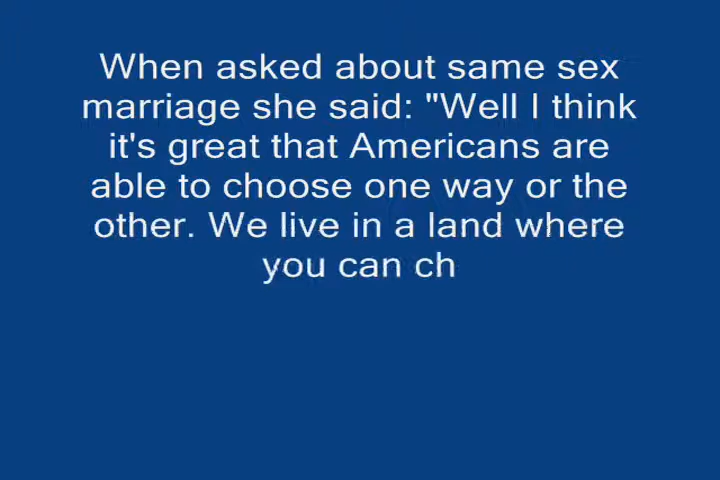 When asked about same sex
marriage she said: "Well I think
it's great that Americans are
able to choose one way or the
other. We live in a land where
you can ch